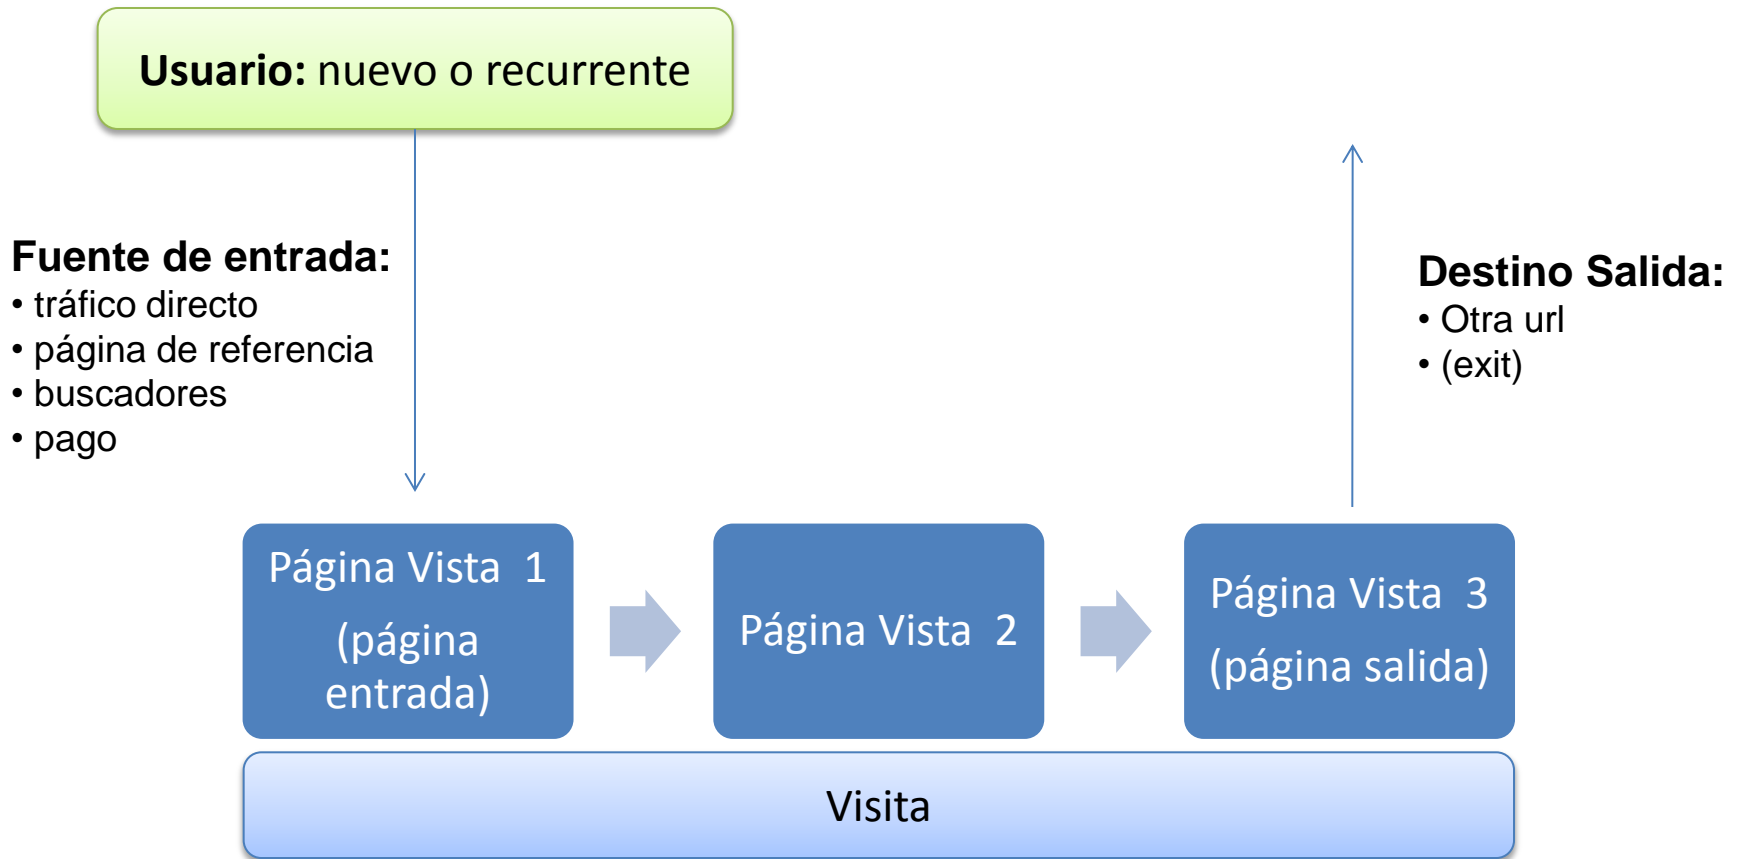 Usuario: nuevo o recurrente
Fuente de entrada:
• tráfico directo
• página de referencia
• buscadores
• pago
Destino Salida:
• Otra url
• (exit)
Página Vista 1
(página
entrada)
Página Vista 2
Página Vista 3
(página salida)
Visita